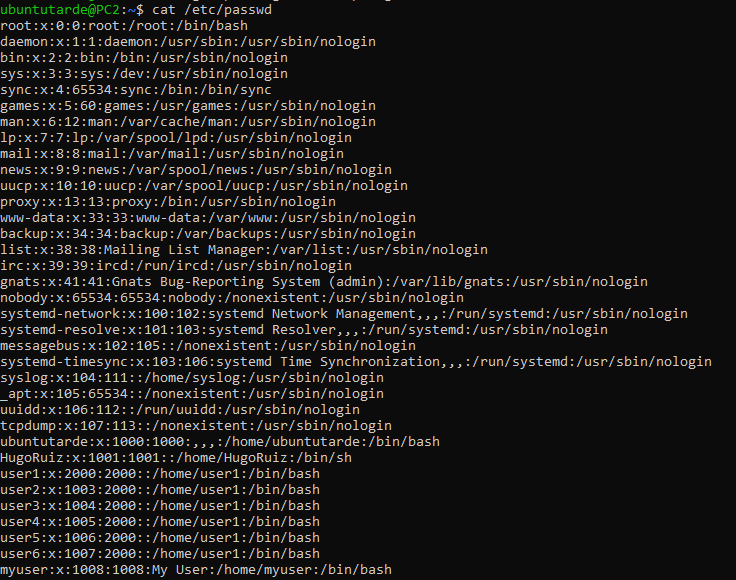 ubuntutarde@PC2:~$ cat /etc/passwd
root:x:0:0:root:/root:/bin/bash
daemon:x:1:1:daemon:/usr/sbin:/usr/sbin/nologin
bin:x:2:2:bin:/bin:/usr/sbin/nologin
sys:x:3:3:sys:/dev:/usr/sbin/nologin
sync:x:4:65534:sync:/bin:/bin/sync
games:x:5:60:games:/usr/games:/usr/sbin/nologin
man:x:6:12:man:/var/cache/man:/usr/sbin/nologin
lp:x:7:7:lp:/var/spool/lpd:/usr/sbin/nologin
mail:x:8:8:mail:/var/mail:/usr/sbin/nologin
news:x:9:9:news:/var/spool/news:/usr/sbin/nologin
uucp:x:10:10:uucp:/var/spool/uucp:/usr/sbin/nologin
proxy:x:13:13:proxy:/bin:/usr/sbin/nologin
www-data:x:33:33:www-data:/var/www:/usr/sbin/nologin
backup:x:34:34:backup:/var/backups:/usr/sbin/nologin
list:x:38:38:Mailing List Manager:/var/list:/usr/sbin/nologin
irc:x:39:39:ircd:/run/ircd:/usr/sbin/nologin
gnats:x:41:41:Gnats Bug-Reporting System (admin):/var/lib/gnats:/usr/sbin/nologin
nobody:x:65534:65534:nobody:/nonexistent:/usr/sbin/nologin
systemd-network:x:100:102:systemd Network Management,,,:/run/systemd:/usr/sbin/nologin
systemd-resolve:x:101:103:systemd Resolver,,,:/run/systemd:/usr/sbin/nologin
messagebus:x:102:105::/nonexistent:/usr/sbin/nologin
systemd-timesync:x:103:106:systemd Time Synchronization,,,:/run/systemd:/usr/sbin/nologin
syslog:x:104:111::/home/syslog:/usr/sbin/nologin
_apt:x:105:65534::/nonexistent:/usr/sbin/nologin
uuidd:x:106:112::/run/uuidd:/usr/sbin/nologin
tcpdump:x:107:113::/nonexistent:/usr/sbin/nologin
ubuntutarde:x:1000:1000:,,,:/home/ubuntutarde:/bin/bash
HugoRuiz:x:1001:1001::/home/HugoRuiz:/bin/sh
user1:x:2000:2000::/home/user1:/bin/bash
user2:x:1003:2000::/home/user1:/bin/bash
user3:x:1004:2000::/home/user1:/bin/bash
user4:x:1005:2000::/home/user1:/bin/bash
user5:x:1006:2000::/home/user1:/bin/bash
user6:x:1007:2000::/home/user1:/bin/bash
myuser:x:1008:1008:My User:/home/myuser:/bin/bash